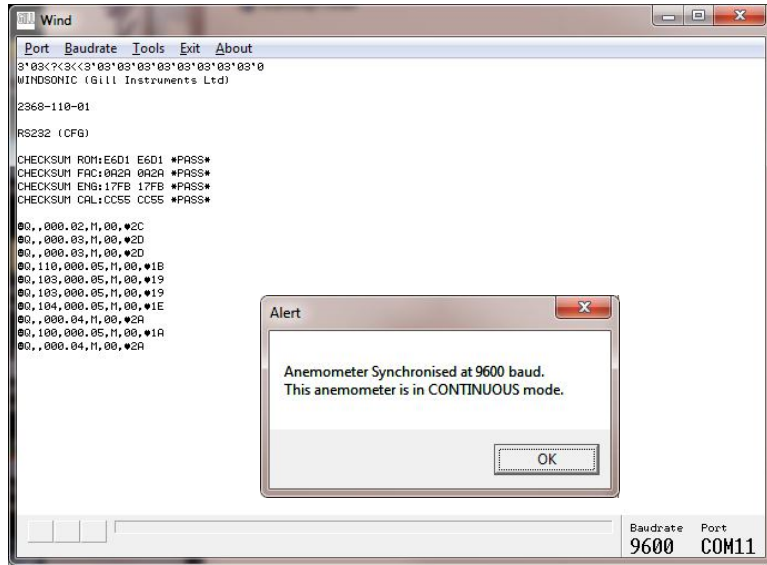 Gill Wind
Port Baudrate Tools Exit About
3'03<?<3<<3'03'03'03'03'03'03'03'03'0
WINDSONIC (Gill Instruments Ltd)
2368-110-01
RS232 (CFG)
CHECKSUM ROM:E6D1 E6D1 *PASS*
CHECKSUM FAC:0A2A 0A2A *PASS*
CHECKSUM ENG:17FB 17FB *PASS*
CHECKSUM CAL:CC55 CC55 *PASS*
☻Q,,000.02,M,00,♥2C
☻Q,,000.03,M,00,♥2D
☻Q,,000.03,M,00,♥2D
☻Q,110,000.05,M,00,♥1B
☻Q,103,000.05,M,00,♥19
☻Q,103,000.05,M,00,♥19
☻Q,104,000.05,M,00,♥1E
☻Q,,000.04,M,00,♥2A
☻Q,100,000.05,M,00,♥1A
☻Q,,000.04,M,00,♥2A
Alert
Anemometer Synchronised at 9600 baud.
This anemometer is in CONTINUOUS mode.
OK
Baudrate Port
9600 COM11